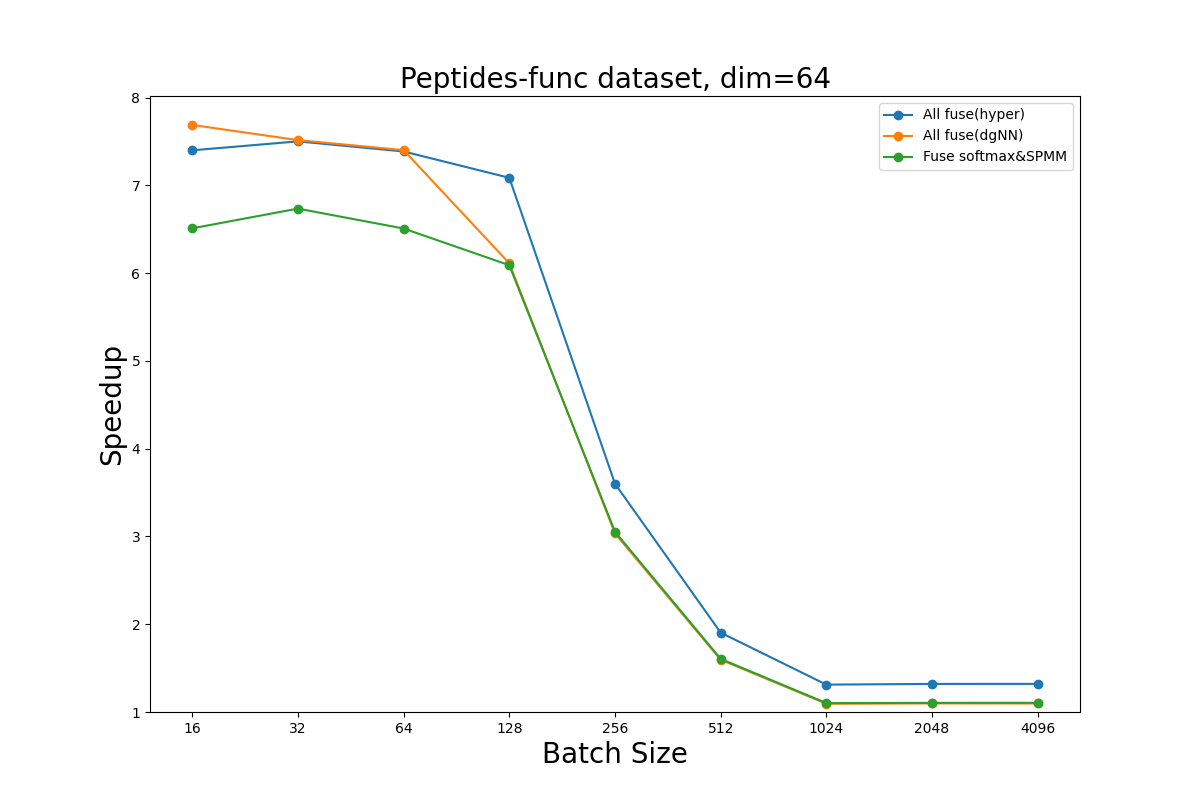 Peptides-func dataset, dim=64
All fuse(hyper)
All fuse(dgNN)
Fuse softmax&SPMM
8
7
6
5
4
3
2
1
Speedup
16 32 64 128 256 512 1024 2048 4096
Batch Size